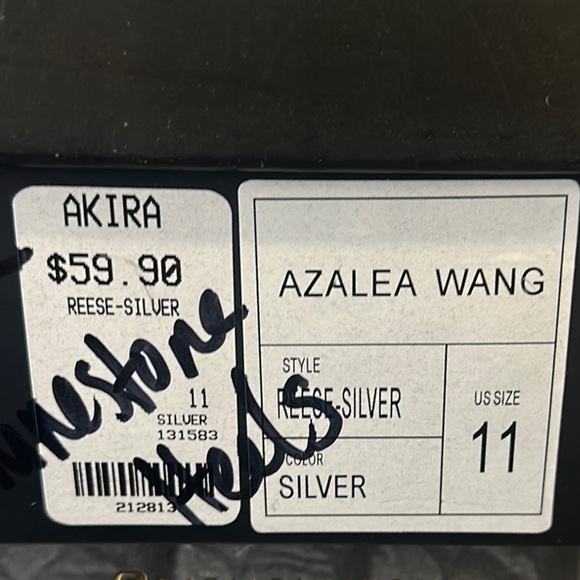 AKIRA
$59.90
REESE-SILVER
11
SILVER
131583
212813
AZALEA WANG
STYLE
REESE-SILVER
COLOR
SILVER
US SIZE
11
Heels